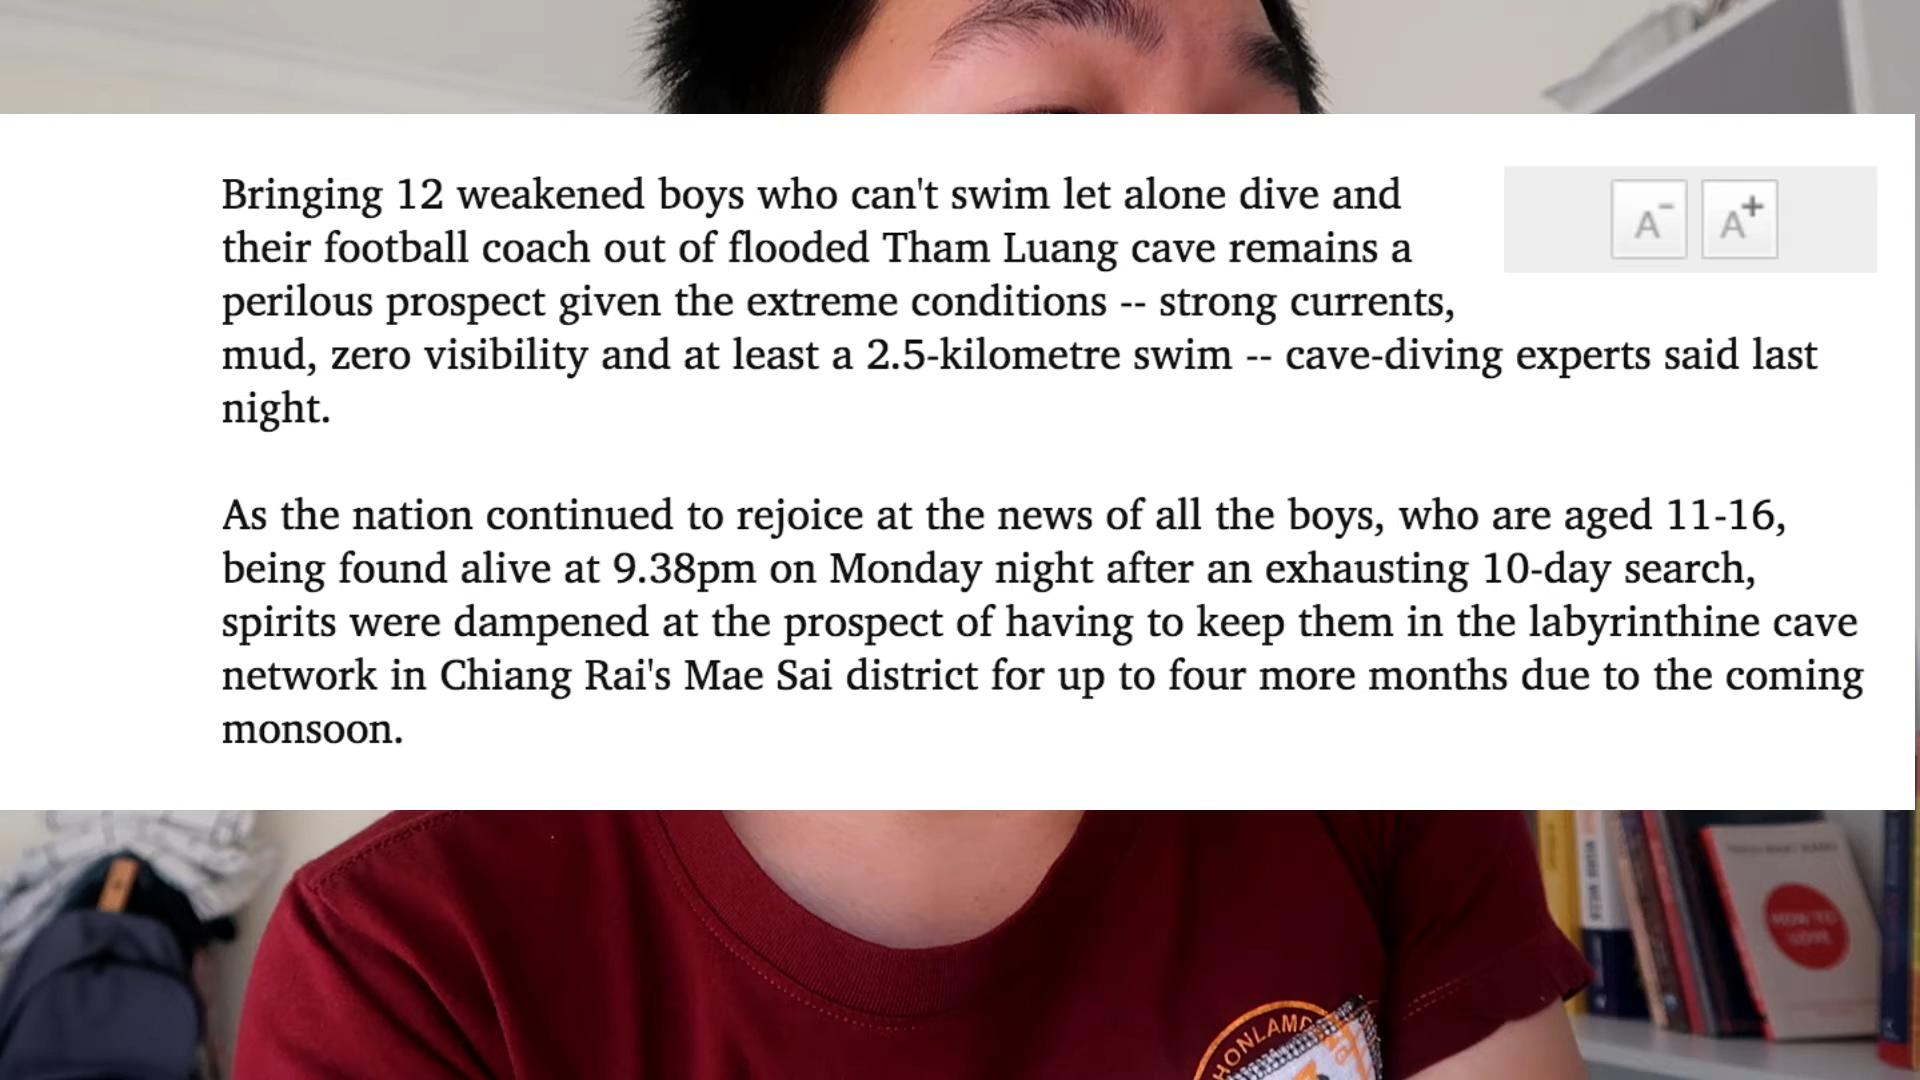 Bringing 12 weakened boys who can't swim let alone dive and
their football coach out of flooded Tham Luang cave remains a
perilous prospect given the extreme conditions -- strong currents,
mud, zero visibility and at least a 2.5-kilometre swim -- cave-diving experts said last
night.
A-
A+
As the nation continued to rejoice at the news of all the boys, who are aged 11-16,
being found alive at 9.38pm on Monday night after an exhausting 10-day search,
spirits were dampened at the prospect of having to keep them in the labyrinthine cave
network in Chiang Rai's Mae Sai district for up to four more months due to the coming
monsoon.
HOW TO
LOVE